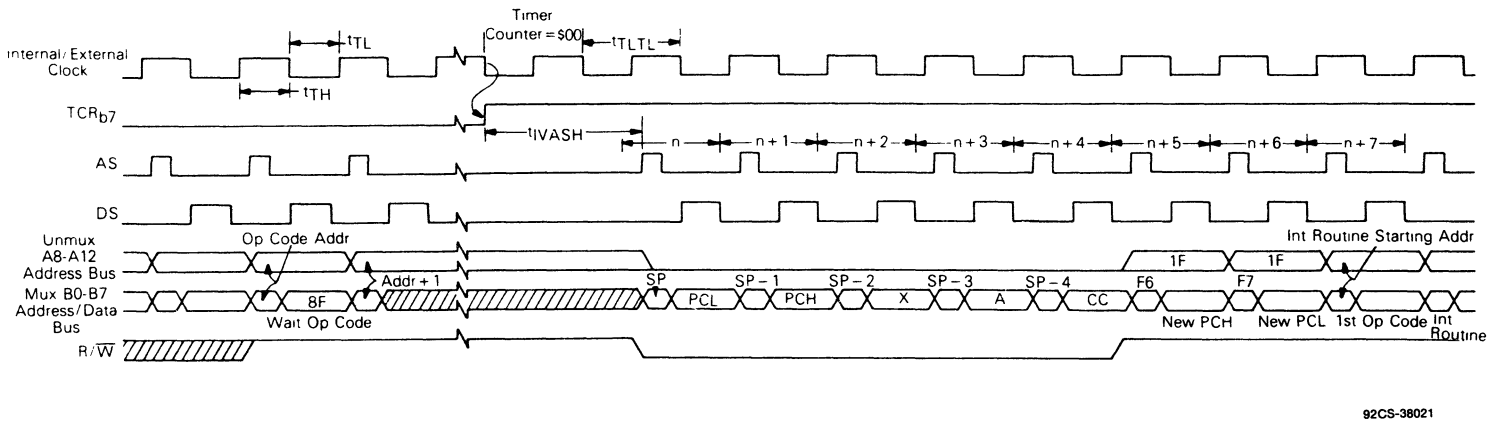 Timer
Counter = $00
tTL
tTLTL
Internal/External
Clock
tTH
TCRb7
tIVASH
n
n + 1
n + 2
n + 3
n + 4
n + 5
n + 6
n + 7
AS
DS
Unmux
A8-A12
Address Bus
Op Code Addr
Int Routine Starting Addr
1F
1F
Addr + 1
Mux B0-B7
Address/Data
Bus
8F
Wait Op Code
SP
PCL
SP - 1
PCH
SP - 2
X
SP - 3
A
SP - 4
CC
F6
New PCH
F7
New PCL
1st Op Code
Int
Routine
R/W̅
92CS-38021